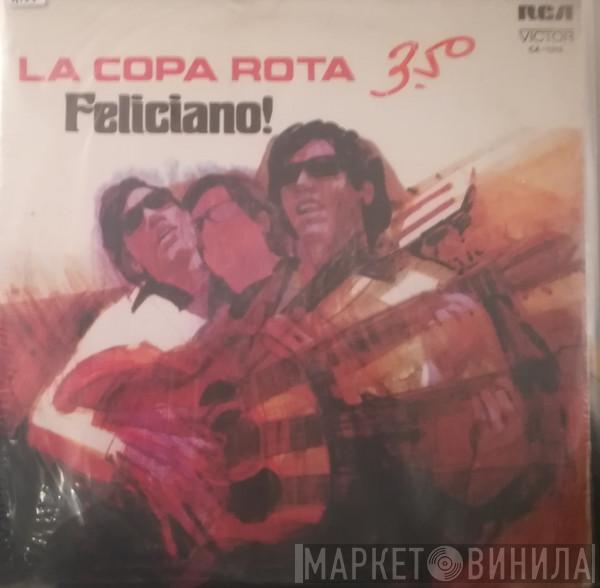 RCA
VICTOR
LA COPA ROTA 3.50
Feliciano!
МАРКЕТ ВИНИЛА